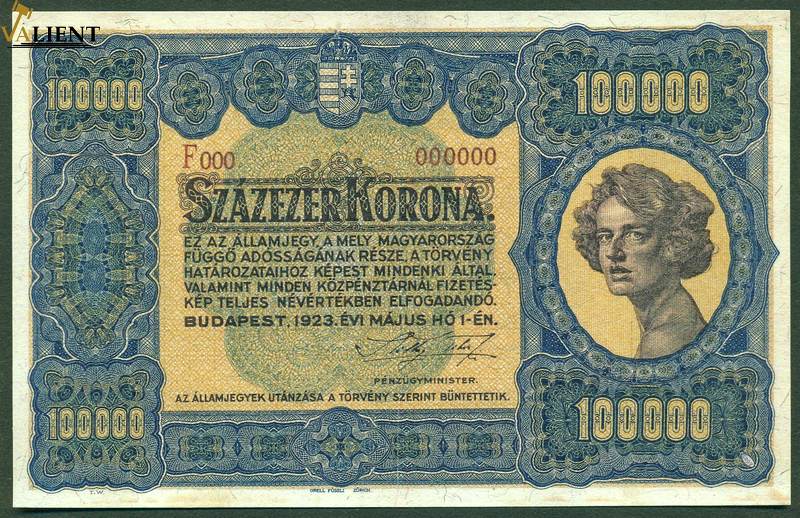 VALIENT
100000
100000
F000 000000
SZÁZEZER KORONA.
EZ AZ ÁLLAMJEGY, A MELY MAGYARORSZÁG
FÜGGŐ ADÓSSÁGÁNAK RÉSZE, A TÖRVÉNY
HATÁROZATAIHOZ KÉPEST MINDENKI ÁLTAL,
VALAMINT MINDEN KÖZPÉNZTÁRNÁL FIZETÉS-
KÉP TELJES NÉVÉRTÉKBEN ELFOGADANDÓ.
BUDAPEST, 1923. ÉVI MÁJUS HÓ 1-ÉN.
PÉNZÜGYMINISTER.
AZ ÁLLAMJEGYEK UTÁNZÁSA A TÖRVÉNY SZERINT BÜNTETTETIK.
100000
100000
T.W.
ORELL FÜSSLI ZÜRICH.